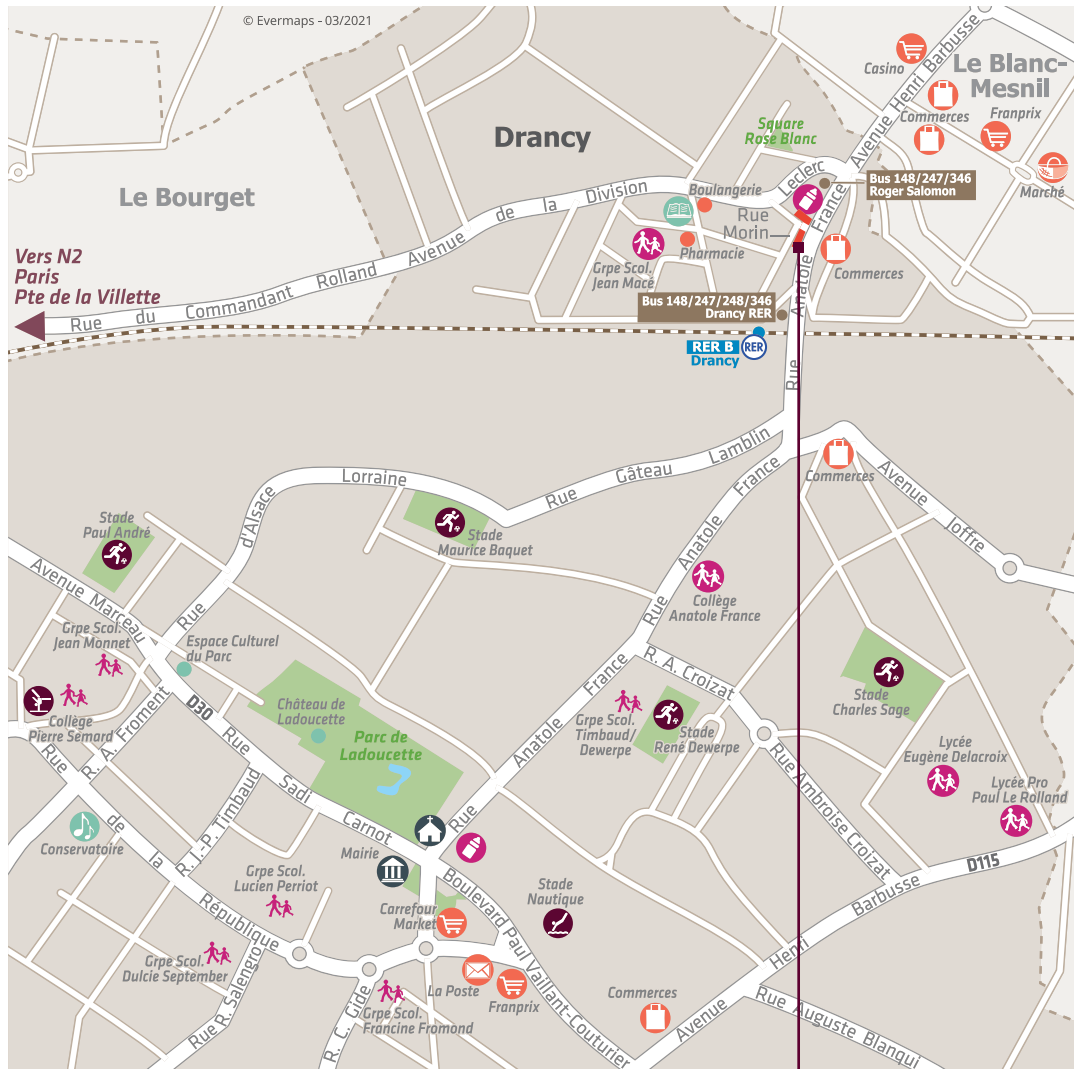 © Evermaps - 03/2021
Casino
Le Blanc-
Mesnil
Commerces
Franprix
Marché
Avenue Henri Barbusse
Drancy
Square
Rose Blanc
Le Bourget
Bus 148/247/346
Roger Salomon
Boulangerie
Rue
Morin
Pharmacie
Grpe Scol.
Jean Macé
Commerces
Vers N2
Paris
Pte de la Villette
Rue du Commandant Rolland
Avenue de la Division Leclerc
Bus 148/247/248/346
Drancy RER
RER B
RER
Drancy
Rue Anatole France
Commerces
Avenue Joffre
Rue d'Alsace Lorraine
Rue Gâteau Lamblin
Stade
Paul André
Stade
Maurice Baquet
Rue Anatole France
Collège
Anatole France
Avenue Marceau
Grpe Scol.
Jean Monnet
Espace Culturel
du Parc
R. A. Croizat
Stade
Charles Sage
Collège
Pierre Sémard
D30
R. A. Froment
Château de
Ladoucette
Parc de
Ladoucette
Grpe Scol.
Timbaud/
Dewerpe
Stade
René Dewerpe
Rue Anatole France
Lycée
Eugène Delacroix
Lycée Pro
Paul Le Rolland
Rue Ambroise Croizat
Rue Sadi Carnot
R. J.-P. Timbaud
Conservatoire
Mairie
D115
Rue de la République
Grpe Scol.
Lucien Perriot
Carrefour
Market
Stade
Nautique
Boulevard Paul Vaillant-Couturier
Avenue Henri Barbusse
Grpe Scol.
Dulcie September
La Poste
Franprix
Commerces
Rue R. Salengro
R. C. Gide
Grpe Scol.
Francine Fromond
Rue Auguste Blanqui